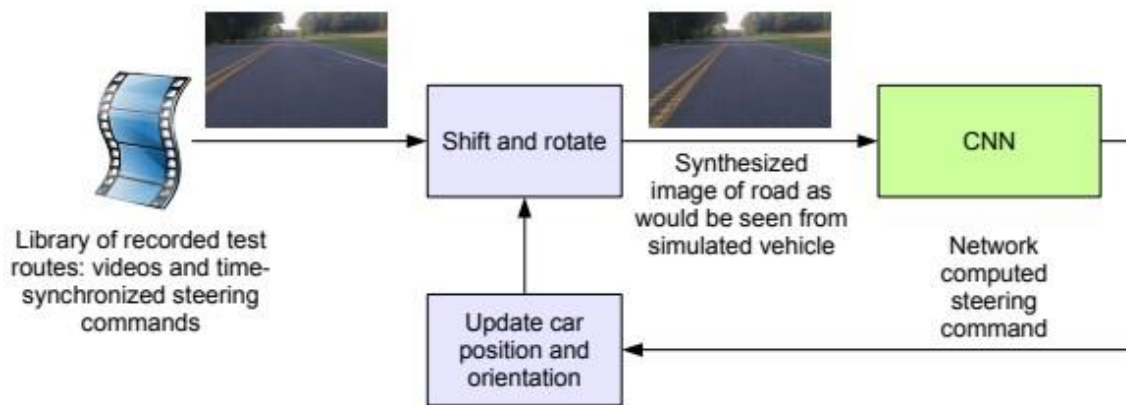 Shift and rotate
CNN
Library of recorded test
routes: videos and time-
synchronized steering
commands
Synthesized
image of road as
would be seen from
simulated vehicle
Network
computed
steering
command
Update car
position and
orientation